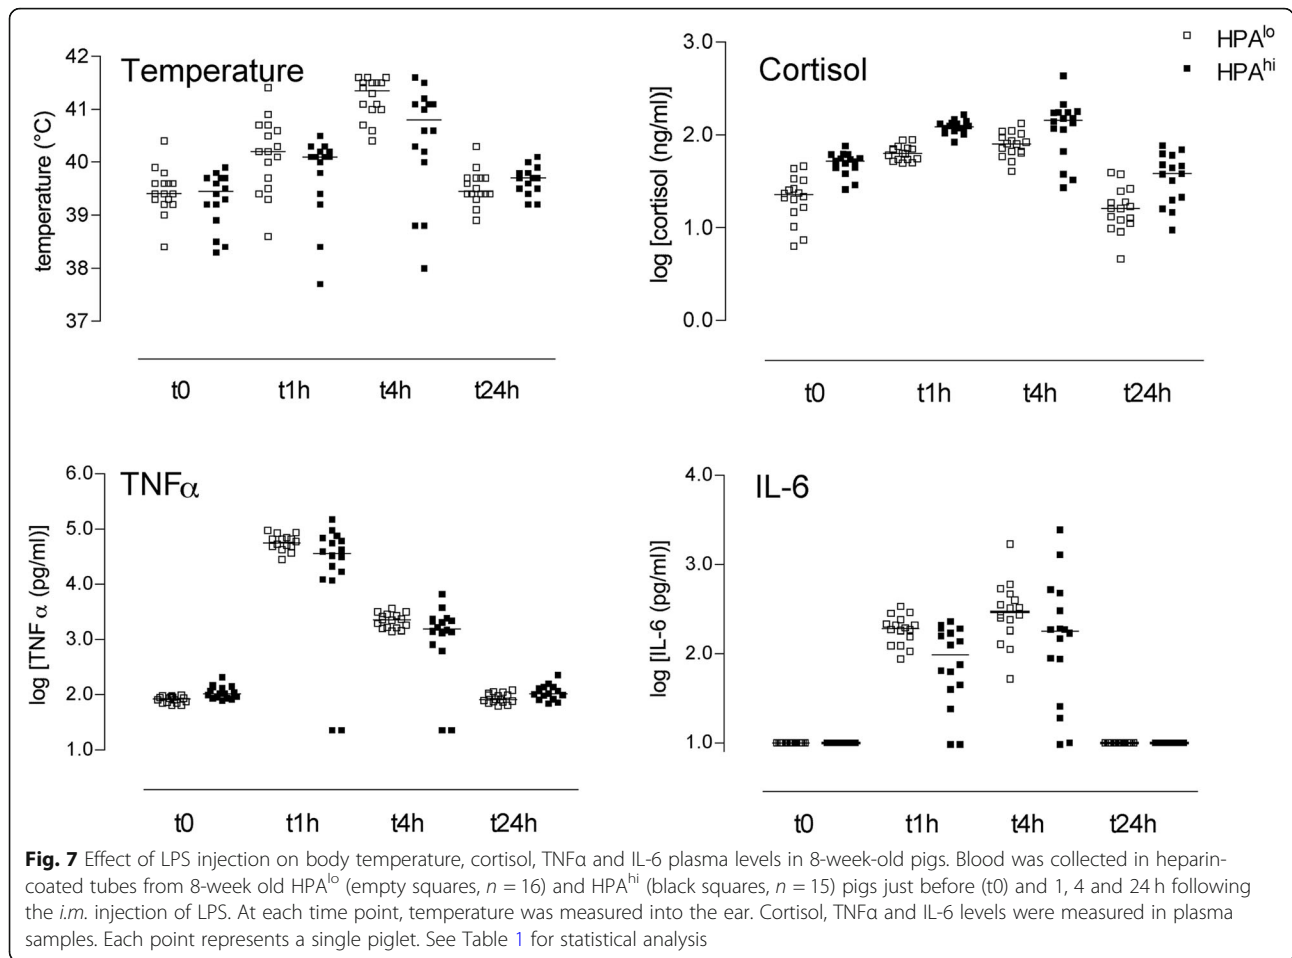 Temperature
temperature (°C)
42
41
40
39
38
37
t0
t1h
t4h
t24h
Cortisol
HPAlo
HPAhi
log [cortisol (ng/ml)]
3.0
2.0
1.0
0.0
t0
t1h
t4h
t24h
TNFα
log [TNF α (pg/ml)]
6.0
5.0
4.0
3.0
2.0
1.0
t0
t1h
t4h
t24h
IL-6
log [IL-6 (pg/ml)]
4.0
3.0
2.0
1.0
t0
t1h
t4h
t24h
Fig. 7 Effect of LPS injection on body temperature, cortisol, TNFα and IL-6 plasma levels in 8-week-old pigs. Blood was collected in heparin-
coated tubes from 8-week old HPAlo (empty squares, n = 16) and HPAhi (black squares, n = 15) pigs just before (t0) and 1, 4 and 24 h following
the i.m. injection of LPS. At each time point, temperature was measured into the ear. Cortisol, TNFα and IL-6 levels were measured in plasma
samples. Each point represents a single piglet. See Table 1 for statistical analysis